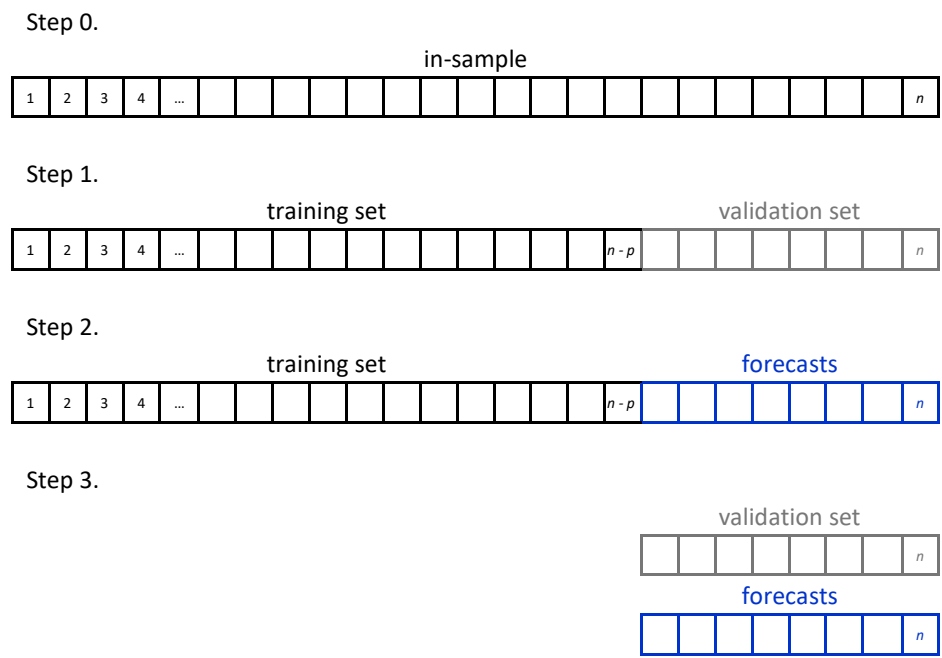 Step 0.
in-sample
1 2 3 4 ... n
Step 1.
training set validation set
1 2 3 4 ... n - p n
Step 2.
training set forecasts
1 2 3 4 ... n - p n
Step 3.
validation set
n
forecasts
n